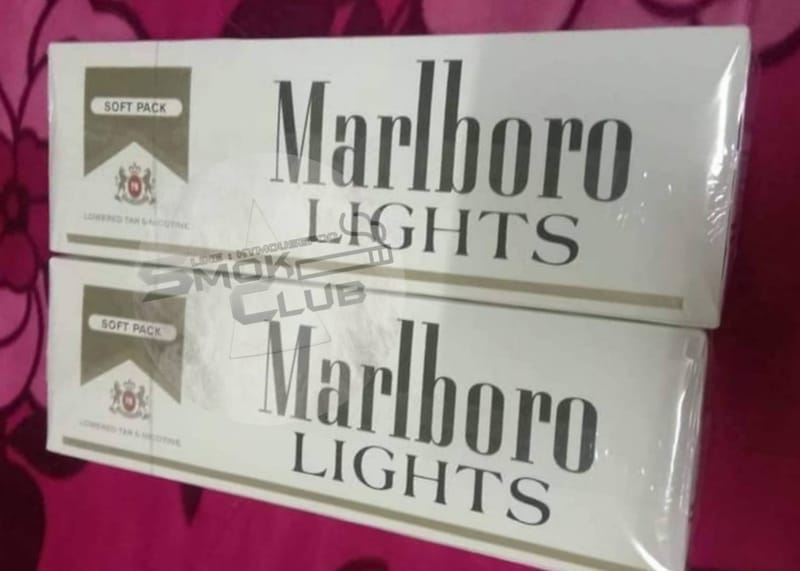 SOFT PACK
Marlboro
LIGHTS
LOWERED TAR & NICOTINE
SMOK
CLUB
SOFT PACK
Marlboro
LIGHTS
LOWERED TAR & NICOTINE